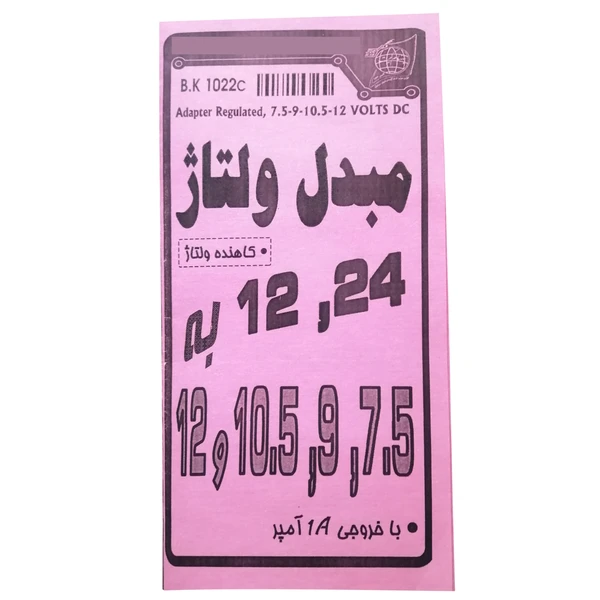 B.K 1022C
Adapter Regulated, 7.5-9-10.5-12 VOLTS DC
مبدل ولتاژ
• کاهنده ولتاژ
24, 12 به
7.5, 9, 10.5 و 12
• با خروجی 1A آمپر